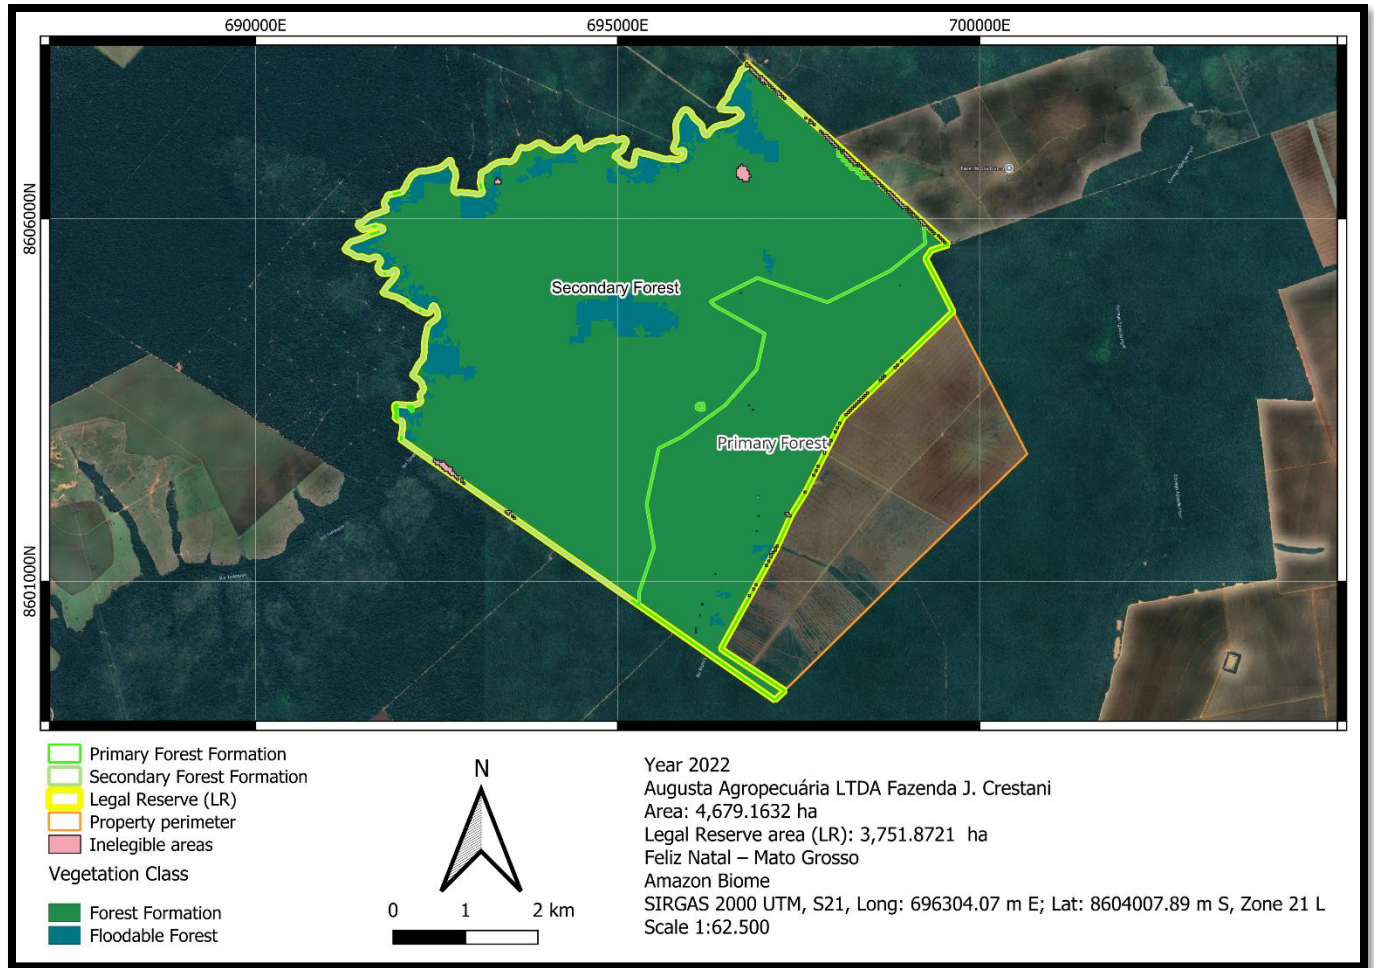 690000E 695000E 700000E
8606000N
8601000N
Secondary Forest
Primary Forest
Primary Forest Formation
Secondary Forest Formation
Legal Reserve (LR)
Property perimeter
Inelegible areas
Vegetation Class
Forest Formation
Floodable Forest
N
0 1 2 km
Year 2022
Augusta Agropecuária LTDA Fazenda J. Crestani
Area: 4,679.1632 ha
Legal Reserve area (LR): 3,751.8721 ha
Feliz Natal – Mato Grosso
Amazon Biome
SIRGAS 2000 UTM, S21, Long: 696304.07 m E; Lat: 8604007.89 m S, Zone 21 L
Scale 1:62.500